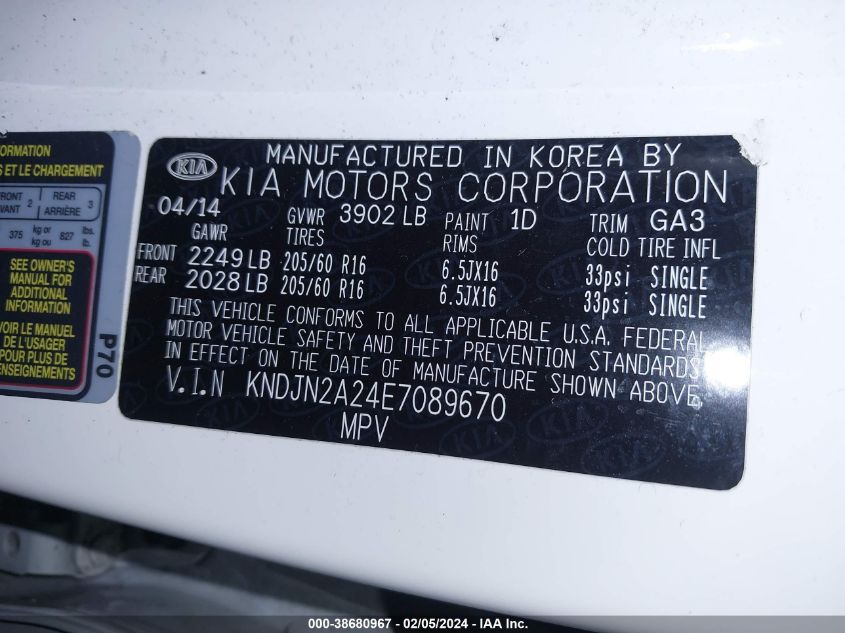 ORMATION
S ET LE CHARGEMENT
FRONT
VANT 2 REAR
ARRIÈRE 3
375 kg or
kg ou 827 lbs.
lb.
SEE OWNER'S
MANUAL FOR
ADDITIONAL
INFORMATION
VOIR LE MANUEL
DE L'USAGER
POUR PLUS DE
RENSEIGNEMENTS
P70
KIA
MANUFACTURED IN KOREA BY
KIA MOTORS CORPORATION
04/14 GVWR 3902 LB PAINT 1D TRIM GA3
GAWR TIRES RIMS COLD TIRE INFL
FRONT 2249 LB 205/60 R16 6.5JX16 33psi SINGLE
REAR 2028 LB 205/60 R16 6.5JX16 33psi SINGLE
THIS VEHICLE CONFORMS TO ALL APPLICABLE U.S.A. FEDERAL
MOTOR VEHICLE SAFETY AND THEFT PREVENTION STANDARDS
IN EFFECT ON THE DATE OF MANUFACTURE SHOWN ABOVE,
V.I.N KNDJN2A24E7089670
MPV
000-38680967 - 02/05/2024 - IAAI Inc.